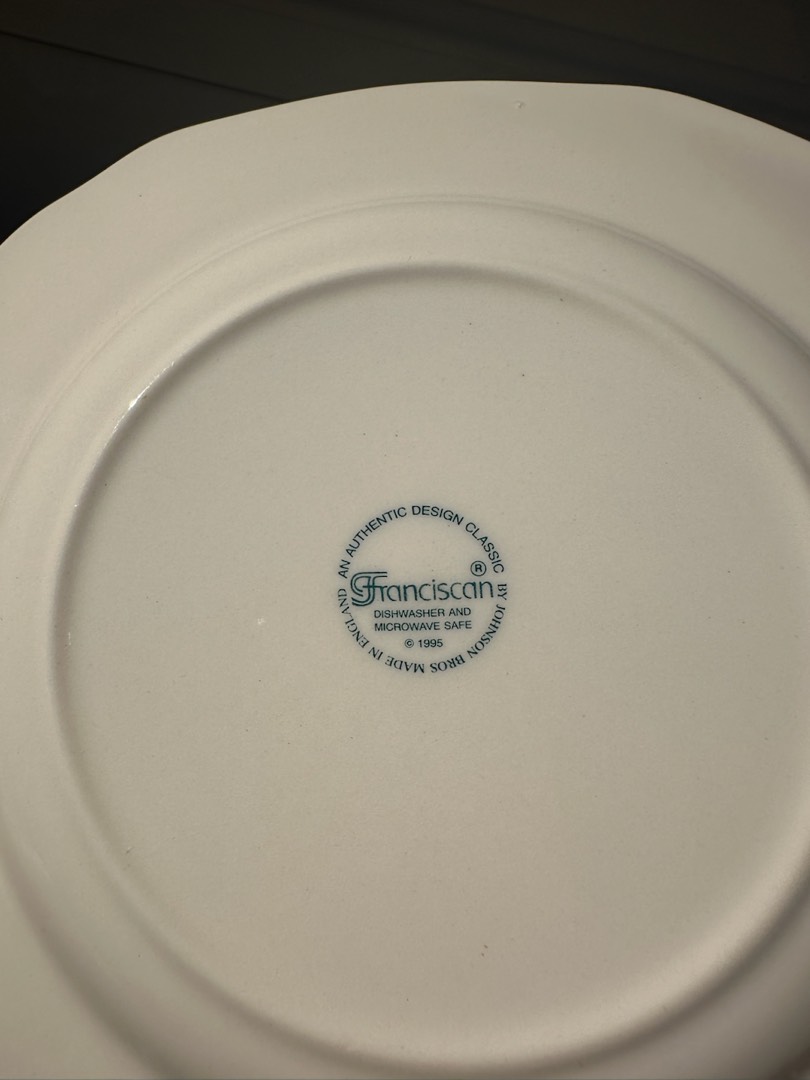 AN AUTHENTIC DESIGN CLASSIC BY JOHNSON BROS MADE IN ENGLAND
Franciscan®
DISHWASHER AND
MICROWAVE SAFE
© 1995